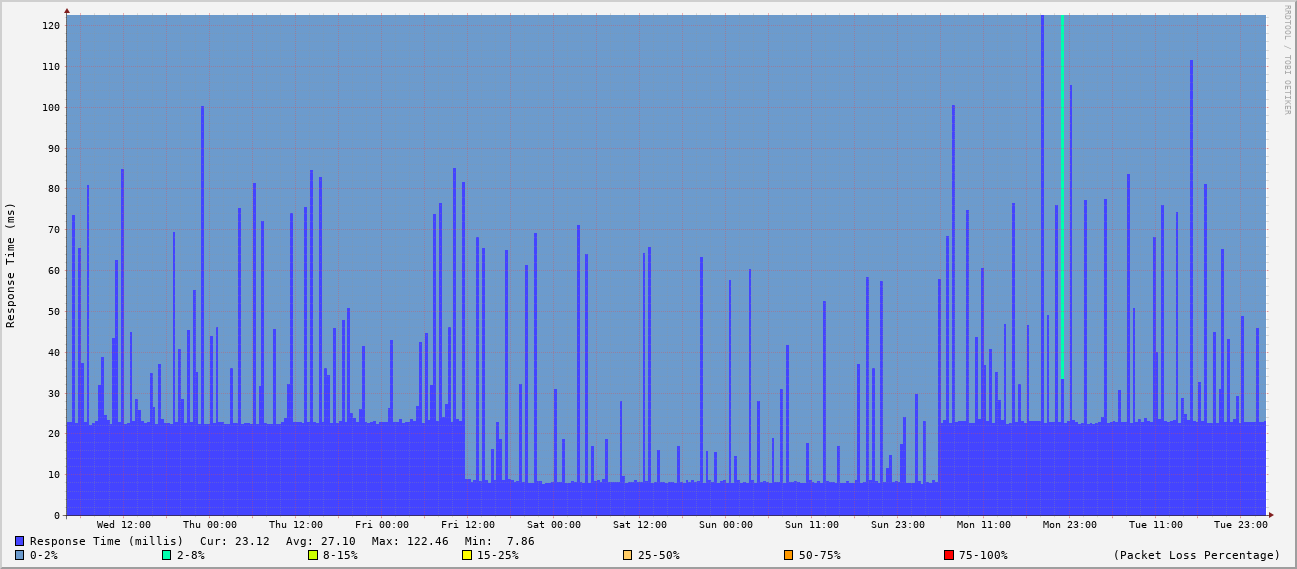 RRDTOOL / TOBI OETIKER
Response Time (ms)
120
110
100
90
80
70
60
50
40
30
20
10
0
Wed 12:00 Thu 00:00 Thu 12:00 Fri 00:00 Fri 12:00 Sat 00:00 Sat 12:00 Sun 00:00 Sun 11:00 Sun 23:00 Mon 11:00 Mon 23:00 Tue 11:00 Tue 23:00
Response Time (millis) Cur: 23.12 Avg: 27.10 Max: 122.46 Min: 7.86
0-2% 2-8% 8-15% 15-25% 25-50% 50-75% 75-100% (Packet Loss Percentage)